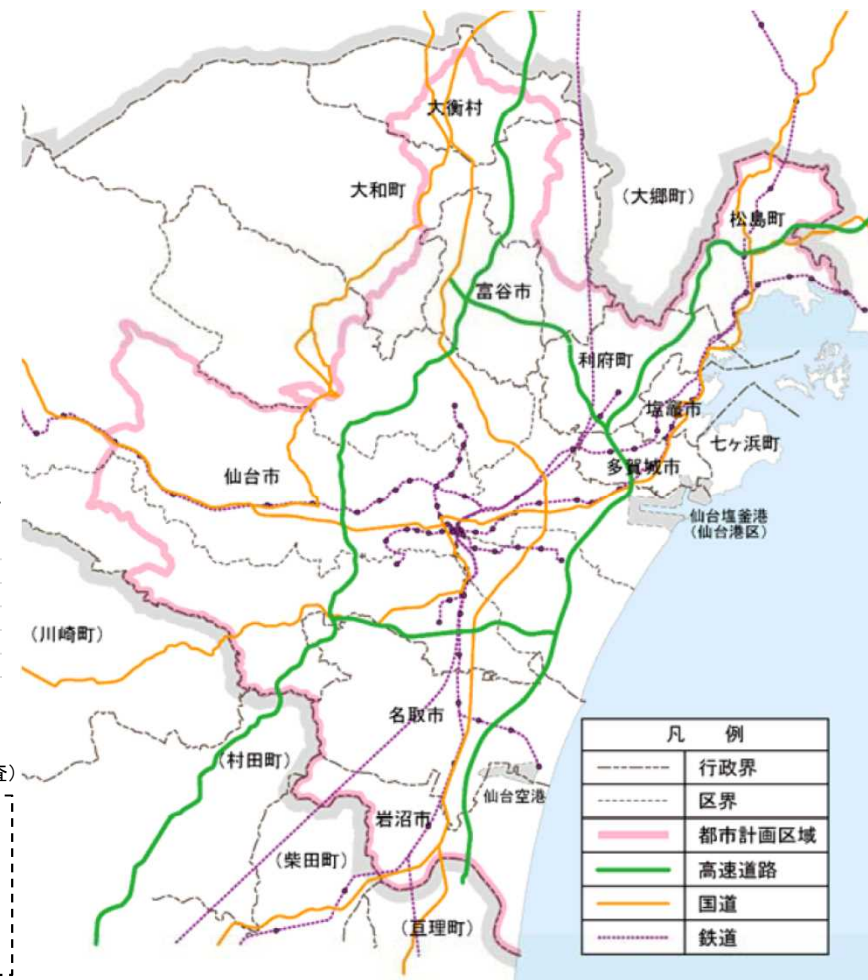 大衡村
大和町
(大郷町)
松島町
富谷市
利府町
塩竈市
七ヶ浜町
多賀城市
仙台市
仙台塩釜港
(仙台港区)
(川崎町)
名取市
(村田町)
仙台空港
岩沼市
(柴田町)
(亘理町)
凡 例
行政界
区界
都市計画区域
高速道路
国道
鉄道